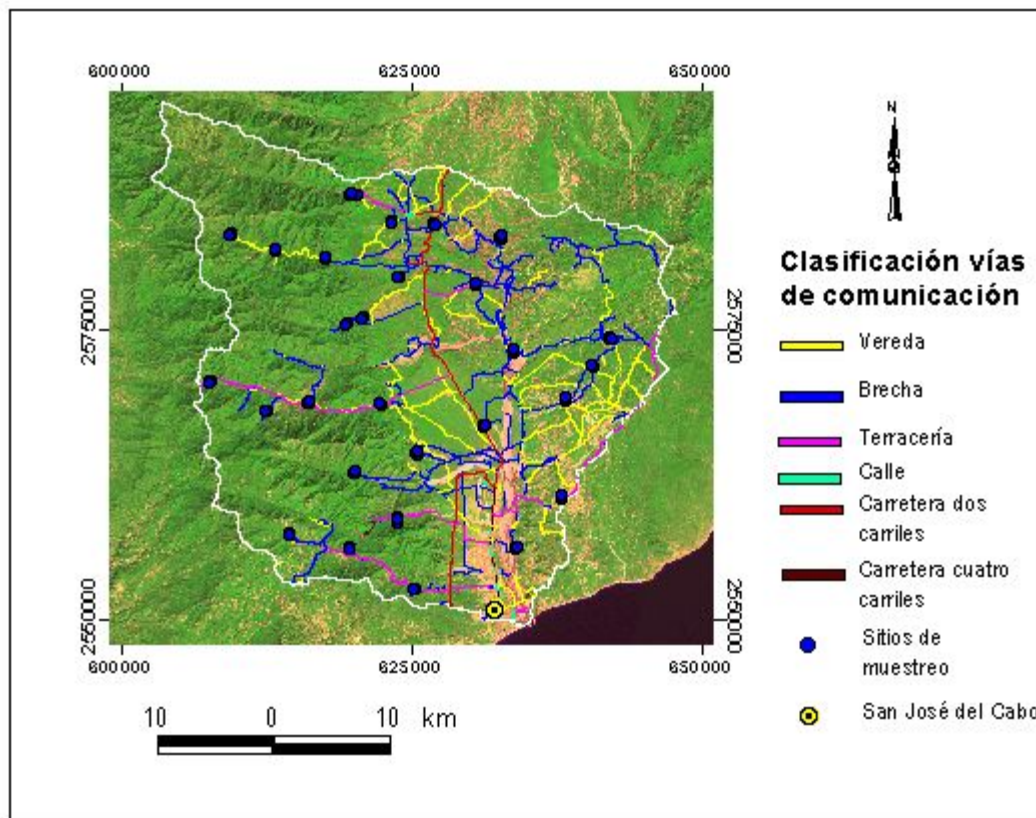 600000 625000 650000
N
Clasificación vías
de comunicación
2575000 2575000
Vereda
Brecha
Terracería
Calle
Carretera dos
carriles
Carretera cuatro
carriles
2550000 2550000
Sitios de
muestreo
600000 625000 650000
San José del Cabo
10 0 10 km